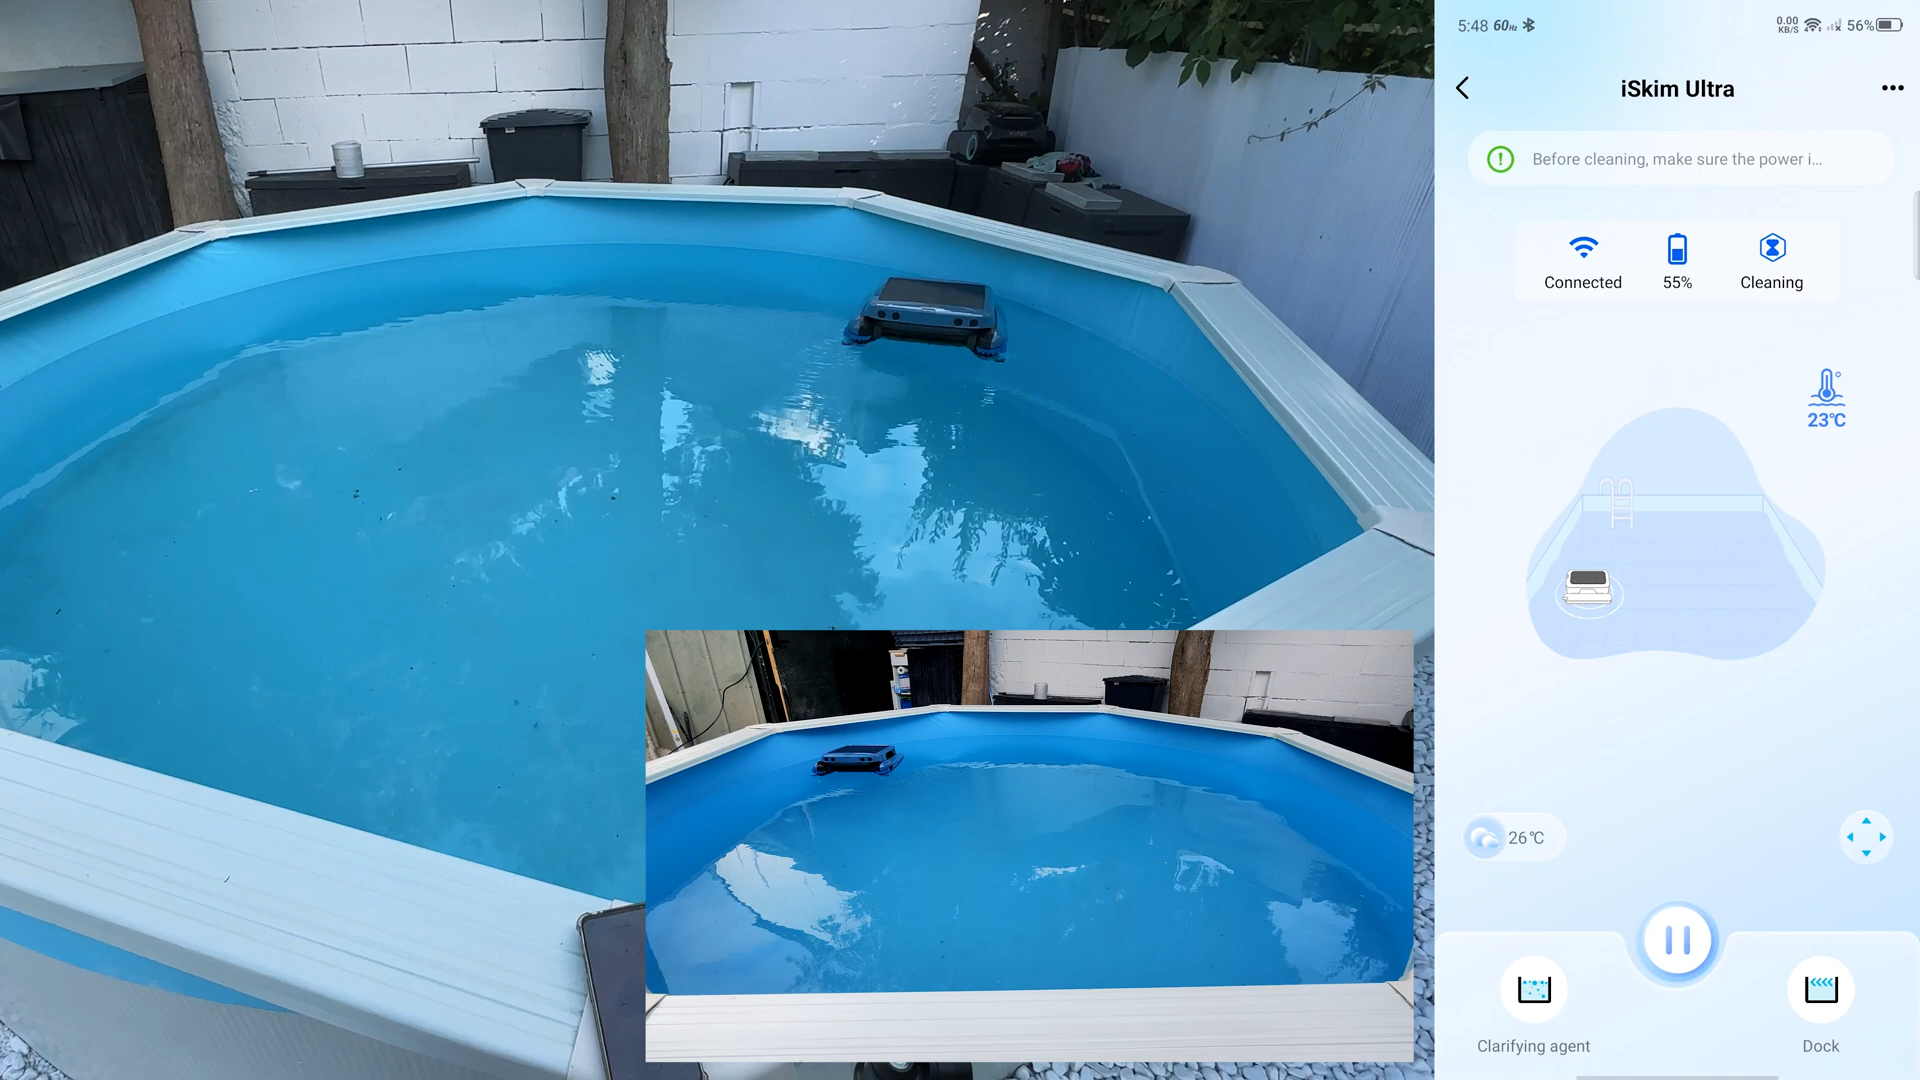 5:48 60Hz
0.00
KB/S
56%
iSkim Ultra
Before cleaning, make sure the power i...
Connected
55%
Cleaning
23℃
26℃
Clarifying agent
Dock